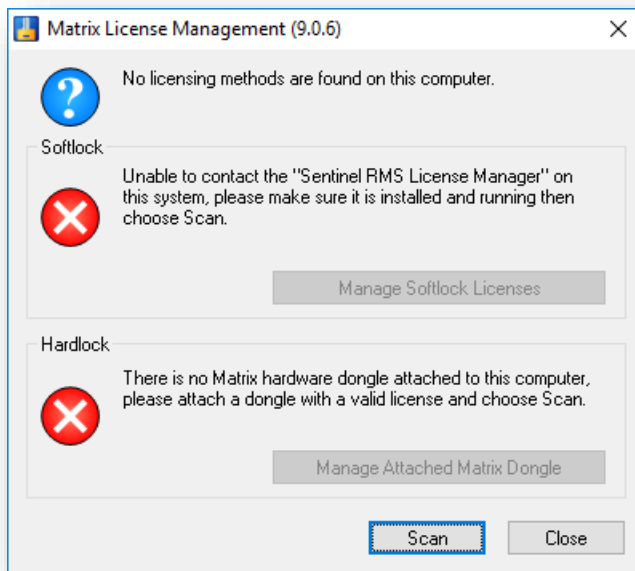 Matrix License Management (9.0.6)
No licensing methods are found on this computer.
Softlock
Unable to contact the "Sentinel RMS License Manager" on
this system, please make sure it is installed and running then
choose Scan.
Manage Softlock Licenses
Hardlock
There is no Matrix hardware dongle attached to this computer,
please attach a dongle with a valid license and choose Scan.
Manage Attached Matrix Dongle
Scan
Close